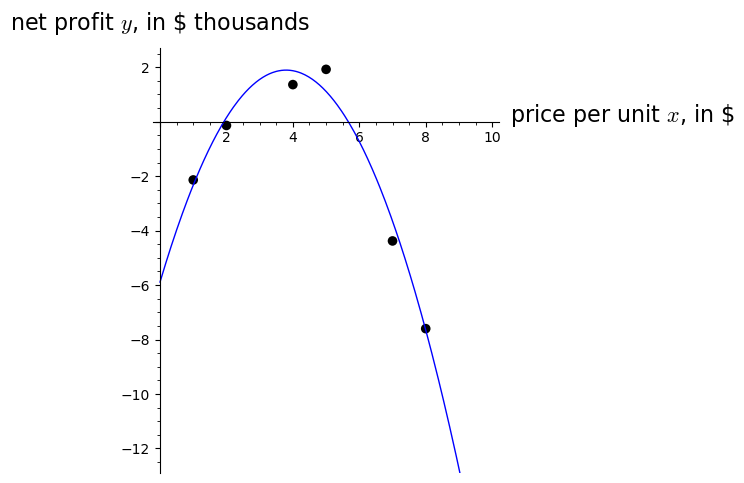 net profit y, in $ thousands
2
price per unit x, in $
2 4 6 8 10
−2
−4
−6
−8
−10
−12